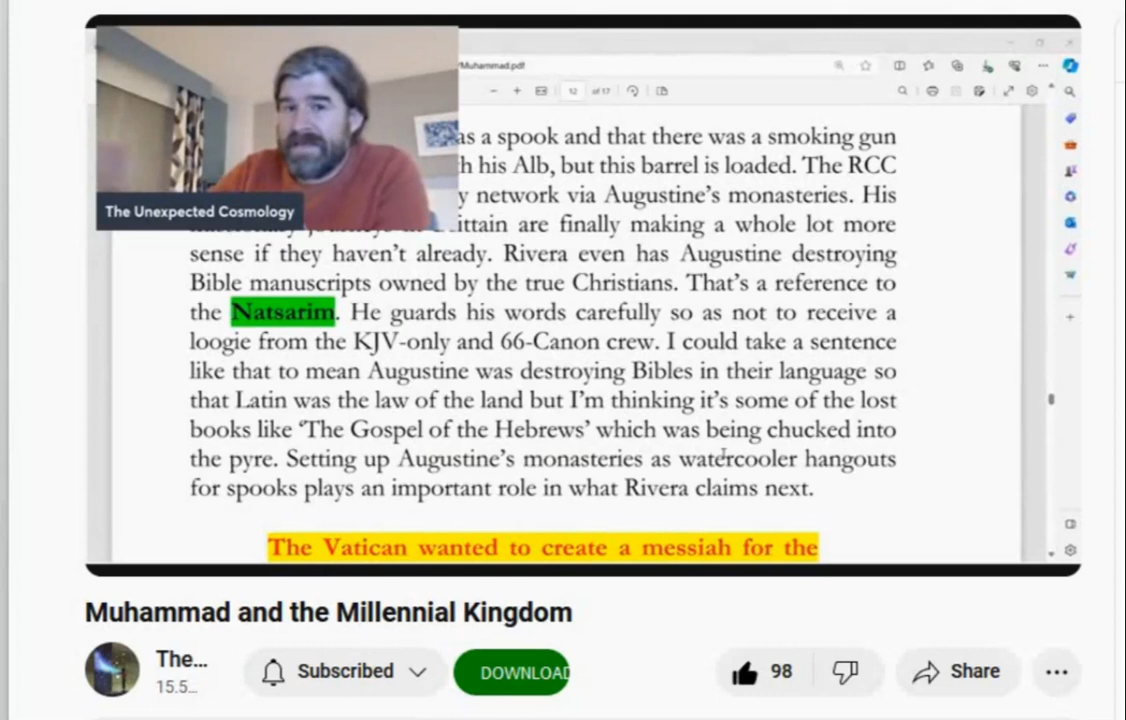 /Muhammad.pdf
12 of 17
as a spook and that there was a smoking gun
h his Alb, but this barrel is loaded. The RCC
y network via Augustine's monasteries. His
Brittain are finally making a whole lot more
sense if they haven't already. Rivera even has Augustine destroying
Bible manuscripts owned by the true Christians. That's a reference to
the Natsarim. He guards his words carefully so as not to receive a
loogie from the KJV-only and 66-Canon crew. I could take a sentence
like that to mean Augustine was destroying Bibles in their language so
that Latin was the law of the land but I'm thinking it's some of the lost
books like 'The Gospel of the Hebrews' which was being chucked into
the pyre. Setting up Augustine's monasteries as watercooler hangouts
for spooks plays an important role in what Rivera claims next.
The Vatican wanted to create a messiah for the
The Unexpected Cosmology
Muhammad and the Millennial Kingdom
The...
15.5...
Subscribed
DOWNLOAD
98
Share